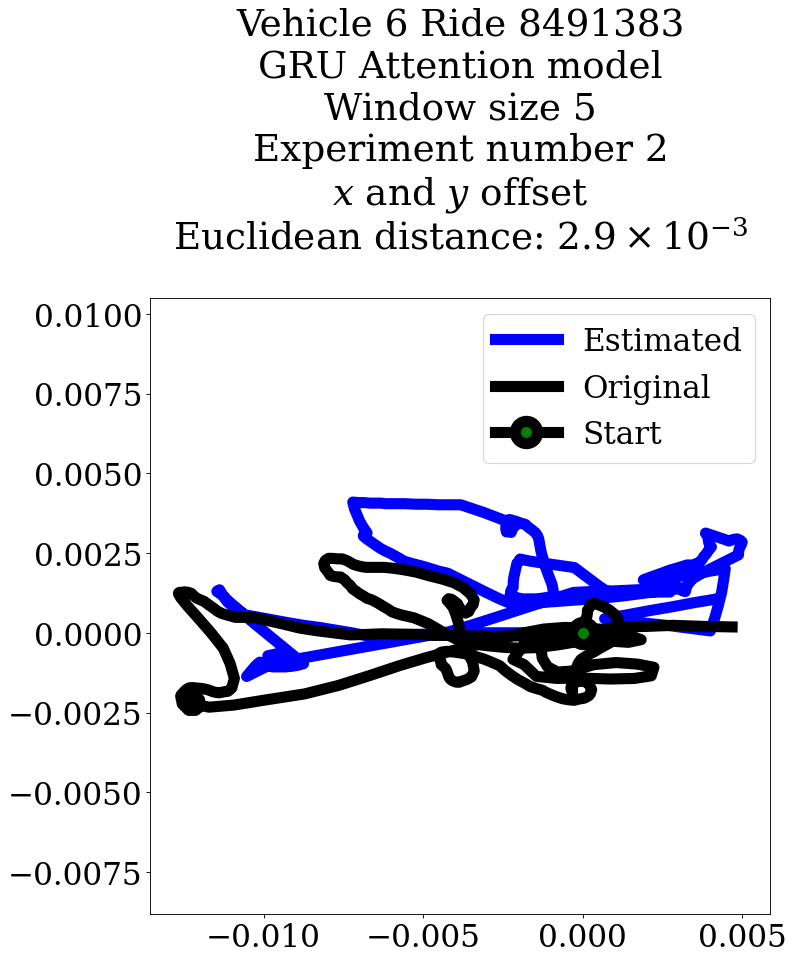 Vehicle 6 Ride 8491383
GRU Attention model
Window size 5
Experiment number 2
x and y offset
Euclidean distance: 2.9 × 10⁻³
0.0100
0.0075
0.0050
0.0025
0.0000
−0.0025
−0.0050
−0.0075
Estimated
Original
Start
−0.010 −0.005 0.000 0.005